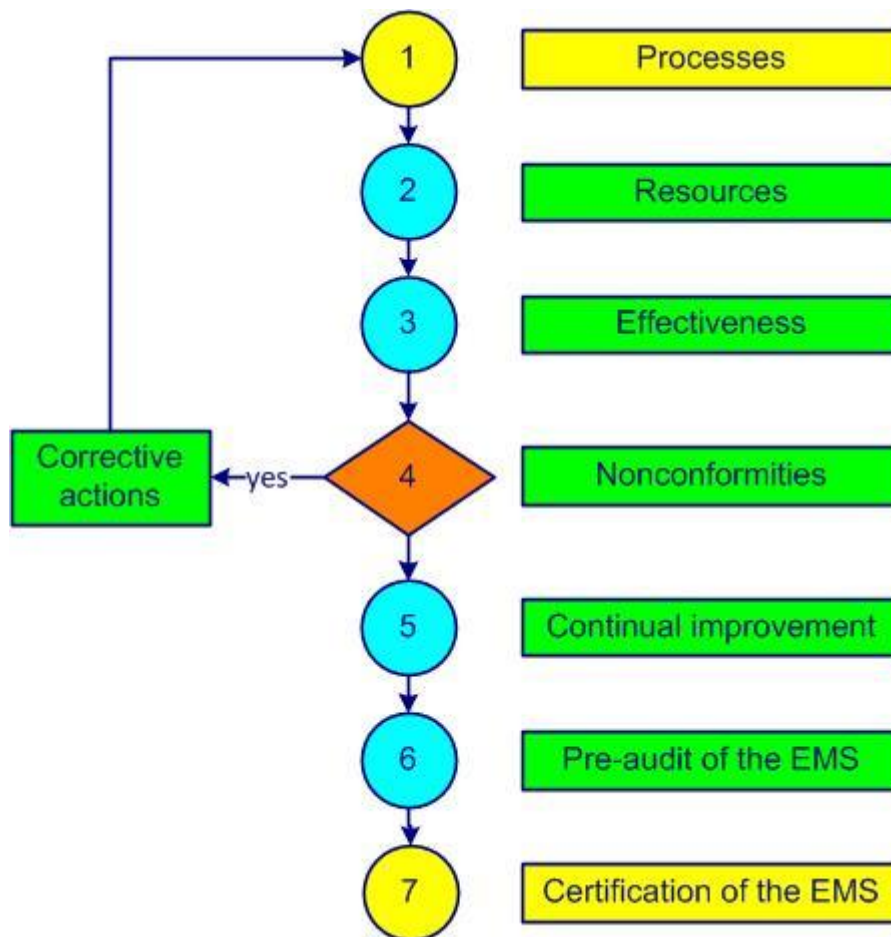 1
Processes
2
Resources
3
Effectiveness
Corrective
actions
yes
4
Nonconformities
5
Continual improvement
6
Pre-audit of the EMS
7
Certification of the EMS